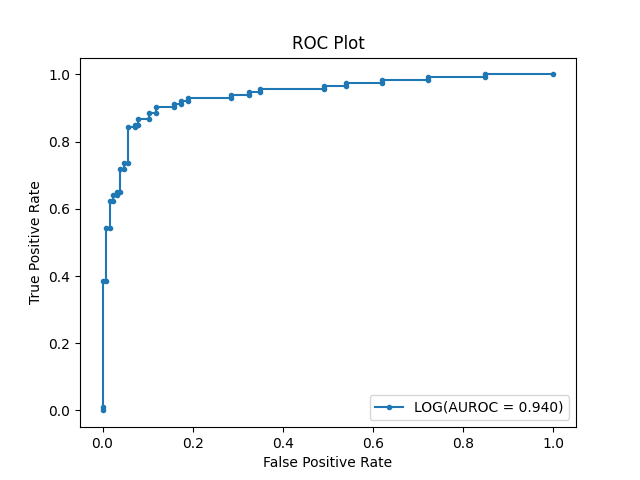 ROC Plot
True Positive Rate
1.0
0.8
0.6
0.4
0.2
0.0
LOG(AUROC = 0.940)
0.0 0.2 0.4 0.6 0.8 1.0
False Positive Rate